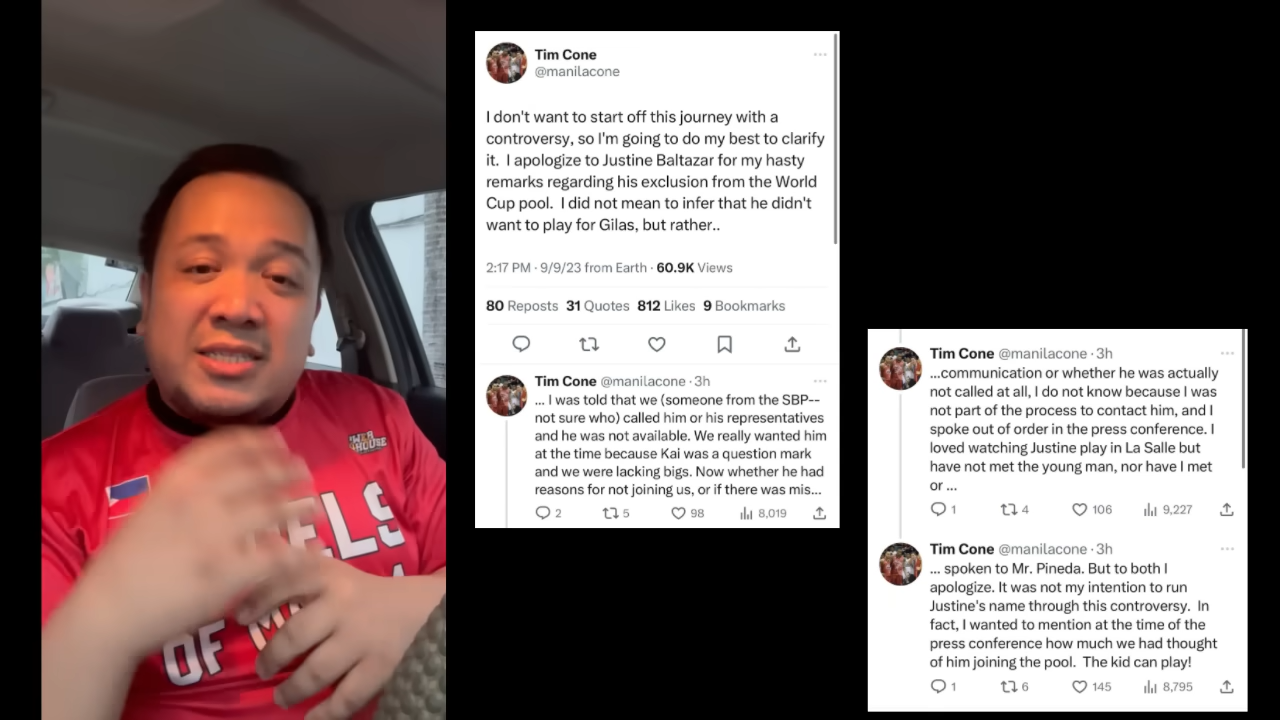 WAR
HOUSE
ELS
OF M
Tim Cone
@manilacone
I don't want to start off this journey with a
controversy, so I'm going to do my best to clarify
it. I apologize to Justine Baltazar for my hasty
remarks regarding his exclusion from the World
Cup pool. I did not mean to infer that he didn't
want to play for Gilas, but rather..
2:17 PM · 9/9/23 from Earth · 60.9K Views
80 Reposts 31 Quotes 812 Likes 9 Bookmarks
Tim Cone @manilacone · 3h
... I was told that we (someone from the SBP--
not sure who) called him or his representatives
and he was not available. We really wanted him
at the time because Kai was a question mark
and we were lacking bigs. Now whether he had
reasons for not joining us, or if there was mis...
2 5 98 8,019
Tim Cone @manilacone · 3h
...communication or whether he was actually
not called at all, I do not know because I was
not part of the process to contact him, and I
spoke out of order in the press conference. I
loved watching Justine play in La Salle but
have not met the young man, nor have I met
or ...
1 4 106 9,227
Tim Cone @manilacone · 3h
... spoken to Mr. Pineda. But to both I
apologize. It was not my intention to run
Justine's name through this controversy. In
fact, I wanted to mention at the time of the
press conference how much we had thought
of him joining the pool. The kid can play!
1 6 145 8,795